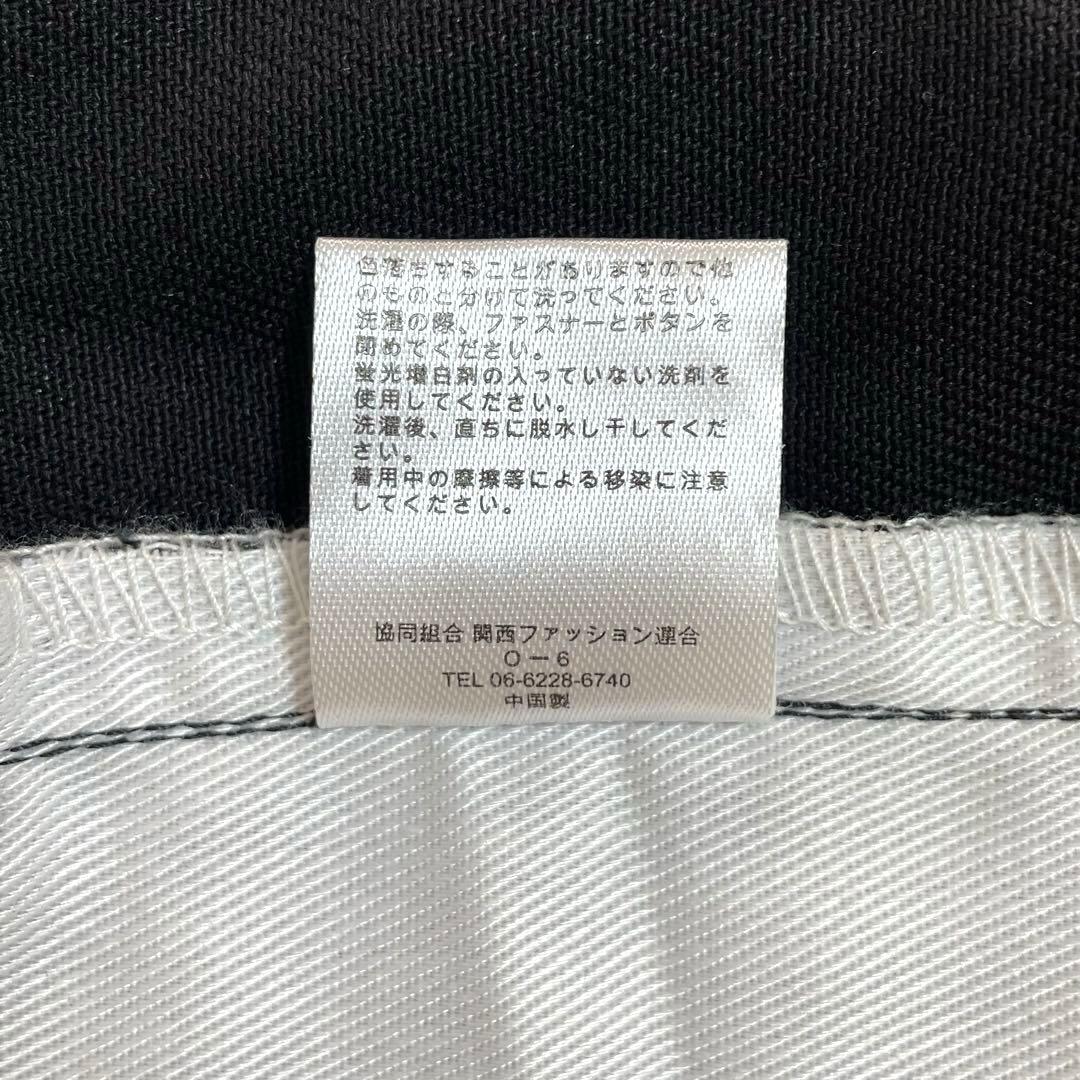 色落ちすることがありますので他
のものと分けて洗ってください。
洗濯の際、ファスナーとボタンを
閉めてください。
蛍光増白剤の入っていない洗剤を
使用してください。
洗濯後、直ちに脱水し干してくだ
さい。
着用中の摩擦等による移染に注意
してください。
協同組合 関西ファッション連合
O － 6
TEL 06-6228-6740
中国製